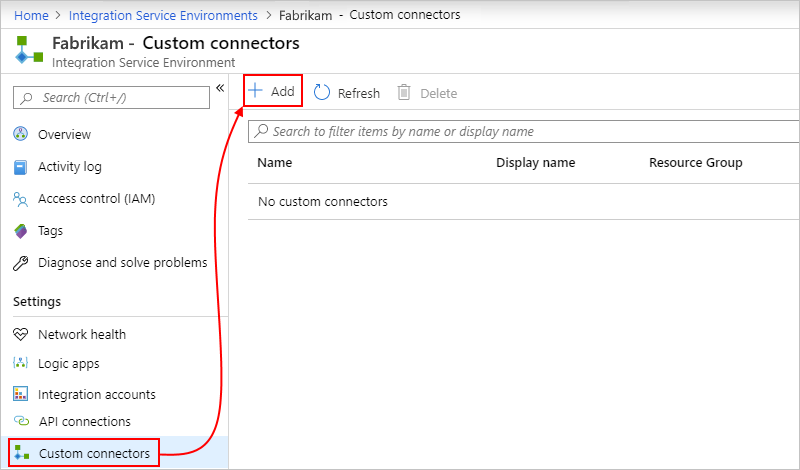 Home > Integration Service Environments > Fabrikam - Custom connectors
Fabrikam - Custom connectors
Integration Service Environment
Search (Ctrl+/)
«
Overview
Activity log
Access control (IAM)
Tags
Diagnose and solve problems
Settings
Network health
Logic apps
Integration accounts
API connections
Custom connectors
+ Add Refresh Delete
Search to filter items by name or display name
Name Display name Resource Group
No custom connectors